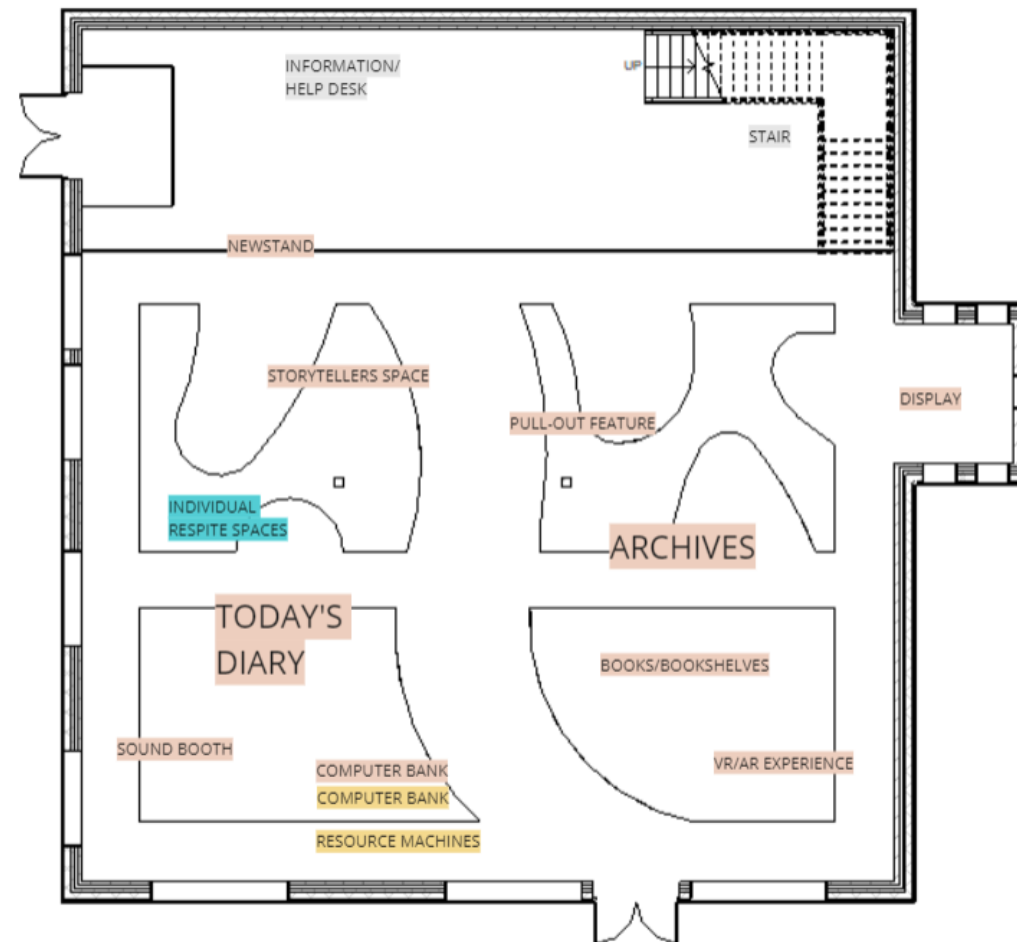 INFORMATION/
HELP DESK
UP
STAIR
NEWSTAND
STORYTELLERS SPACE
DISPLAY
PULL-OUT FEATURE
INDIVIDUAL
RESPITE SPACES
ARCHIVES
TODAY'S
DIARY
BOOKS/BOOKSHELVES
SOUND BOOTH
VR/AR EXPERIENCE
COMPUTER BANK
COMPUTER BANK
RESOURCE MACHINES